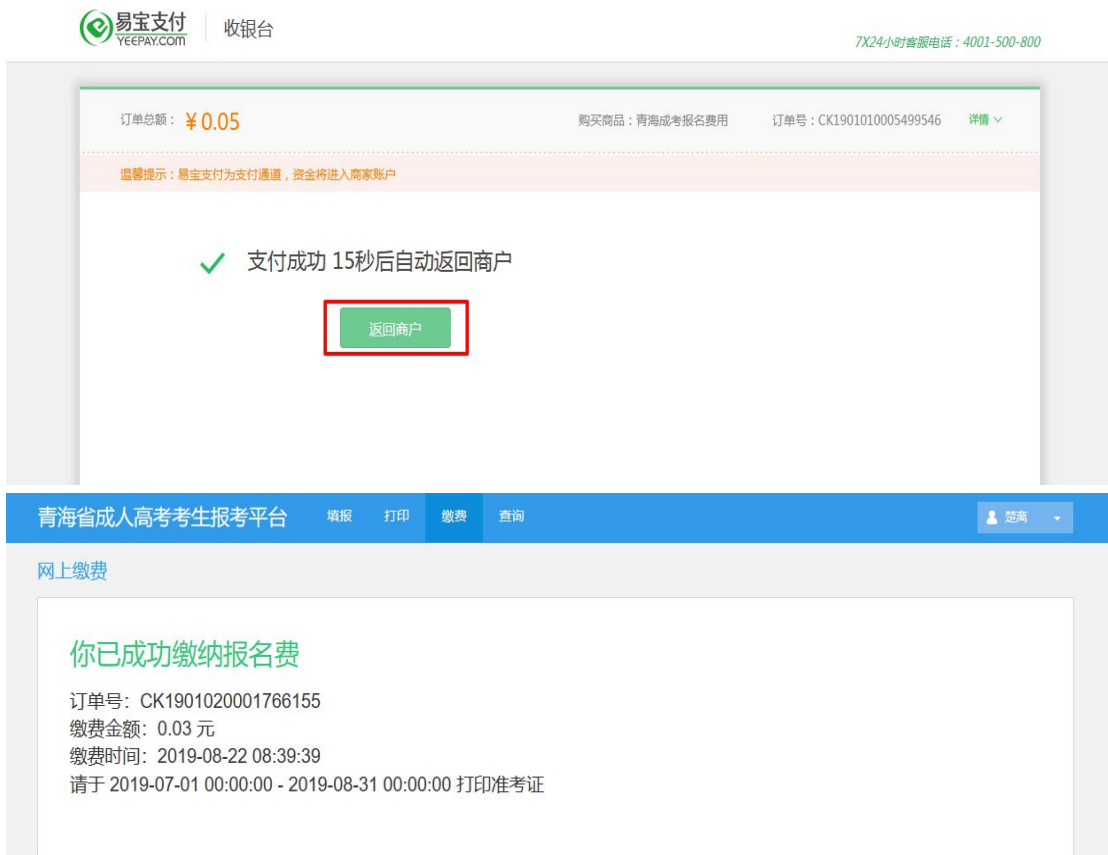 易宝支付
YEEPAY.COM
收银台
7X24小时客服电话：4001-500-800
订单总额： ¥0.05 购买商品：青海成考报名费用 订单号：CK1901010005499546 详情
温馨提示：易宝支付为支付通道，资金将进入商家账户
支付成功 15秒后自动返回商户
返回商户
青海省成人高考考生报考平台 填报 打印 缴费 查询 楚离
网上缴费
你已成功缴纳报名费
订单号：CK1901020001766155
缴费金额：0.03 元
缴费时间：2019-08-22 08:39:39
请于 2019-07-01 00:00:00 - 2019-08-31 00:00:00 打印准考证